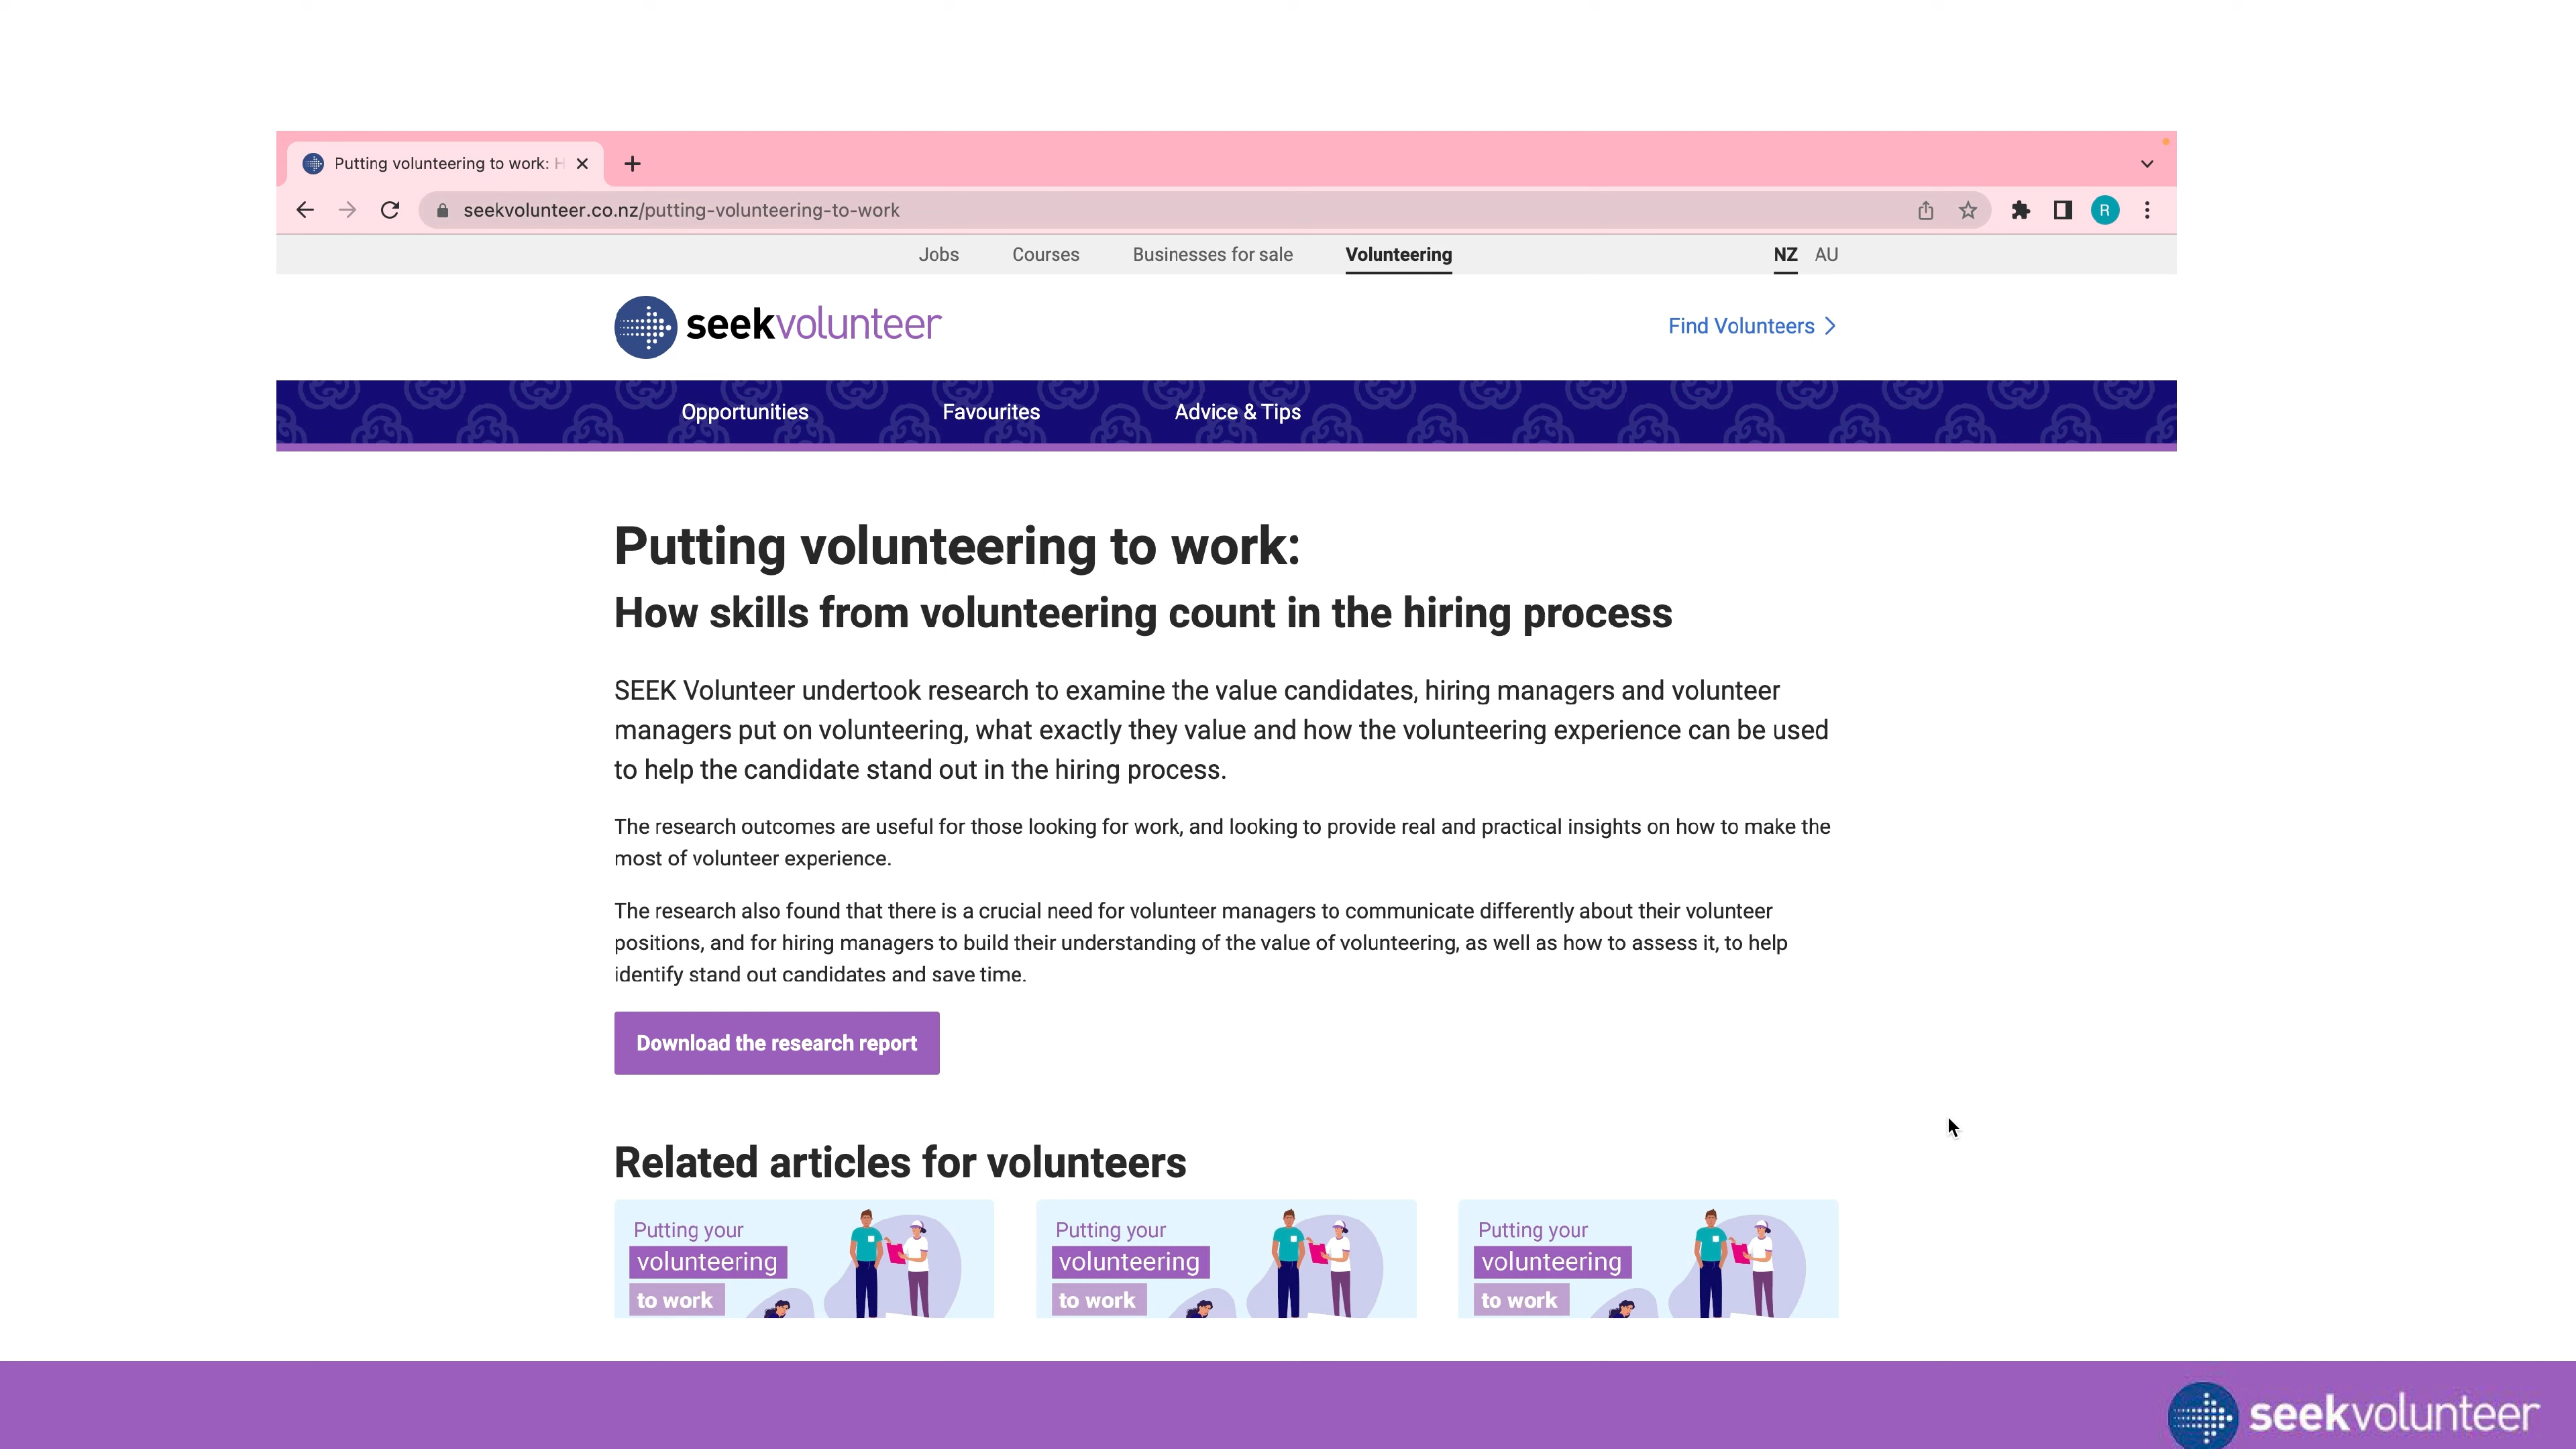 Putting volunteering to work: H
seekvolunteer.co.nz/putting-volunteering-to-work
R
Jobs Courses Businesses for sale Volunteering NZ AU
seekvolunteer
Find Volunteers
Opportunities Favourites Advice & Tips
Putting volunteering to work:
How skills from volunteering count in the hiring process
SEEK Volunteer undertook research to examine the value candidates, hiring managers and volunteer
managers put on volunteering, what exactly they value and how the volunteering experience can be used
to help the candidate stand out in the hiring process.
The research outcomes are useful for those looking for work, and looking to provide real and practical insights on how to make the
most of volunteer experience.
The research also found that there is a crucial need for volunteer managers to communicate differently about their volunteer
positions, and for hiring managers to build their understanding of the value of volunteering, as well as how to assess it, to help
identify stand out candidates and save time.
Download the research report
Related articles for volunteers
Putting your
volunteering
to work
Putting your
volunteering
to work
Putting your
volunteering
to work
seekvolunteer